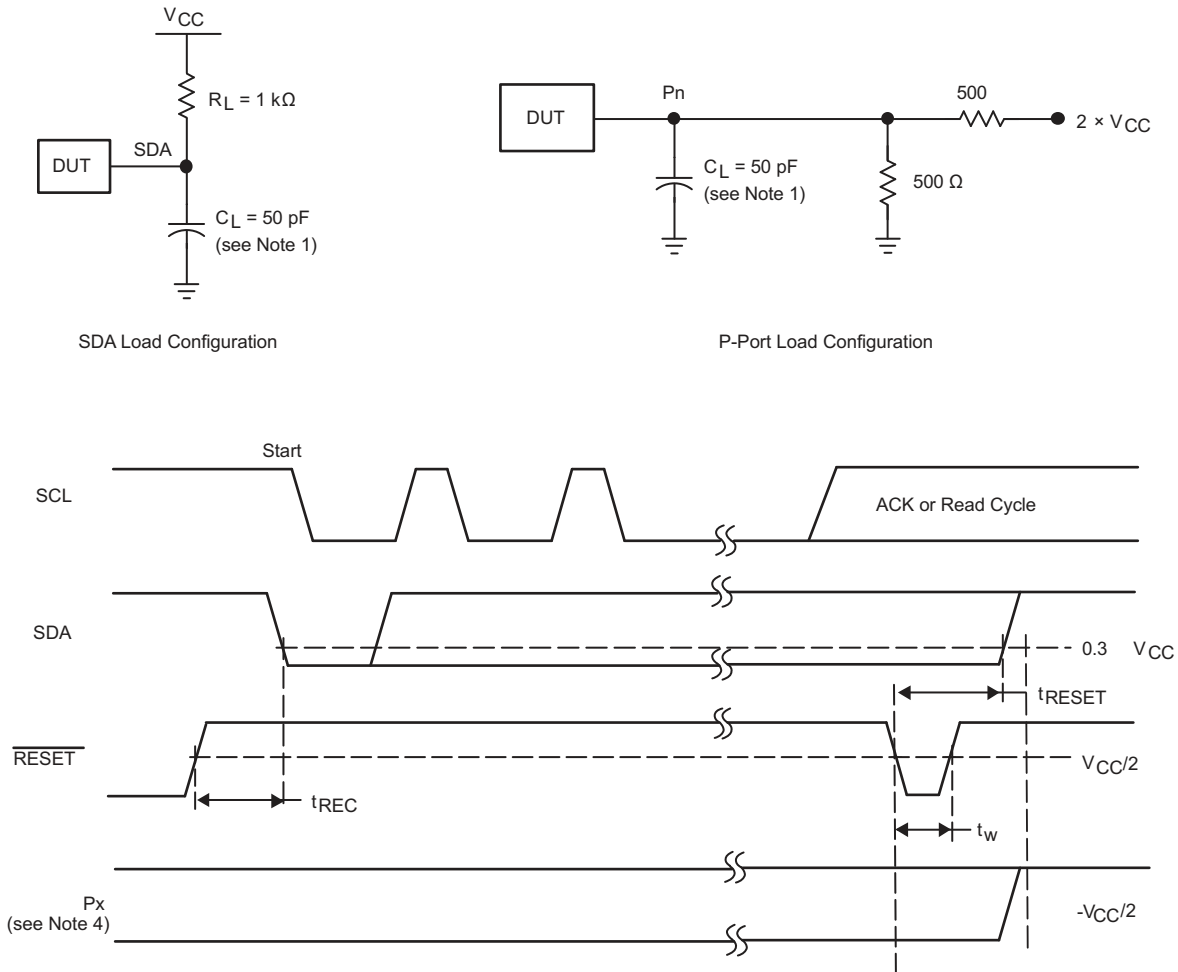 VCC
RL = 1 kΩ
DUT
SDA
CL = 50 pF
(see Note 1)
SDA Load Configuration
DUT
Pn
500
2 × VCC
CL = 50 pF
(see Note 1)
500 Ω
P-Port Load Configuration
Start
SCL
ACK or Read Cycle
SDA
0.3 VCC
tRESET
RESET
VCC/2
tREC
tw
Px
(see Note 4)
-VCC/2